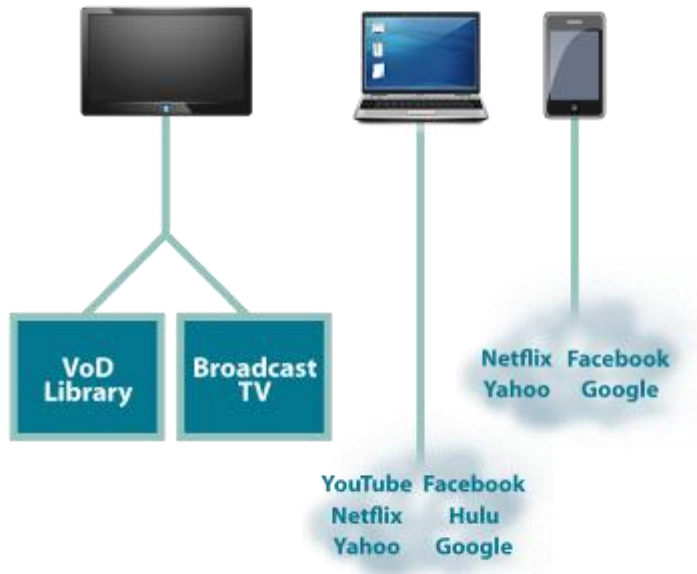 VoD
Library
Broadcast
TV
Netflix Facebook
Yahoo Google
YouTube Facebook
Netflix Hulu
Yahoo Google